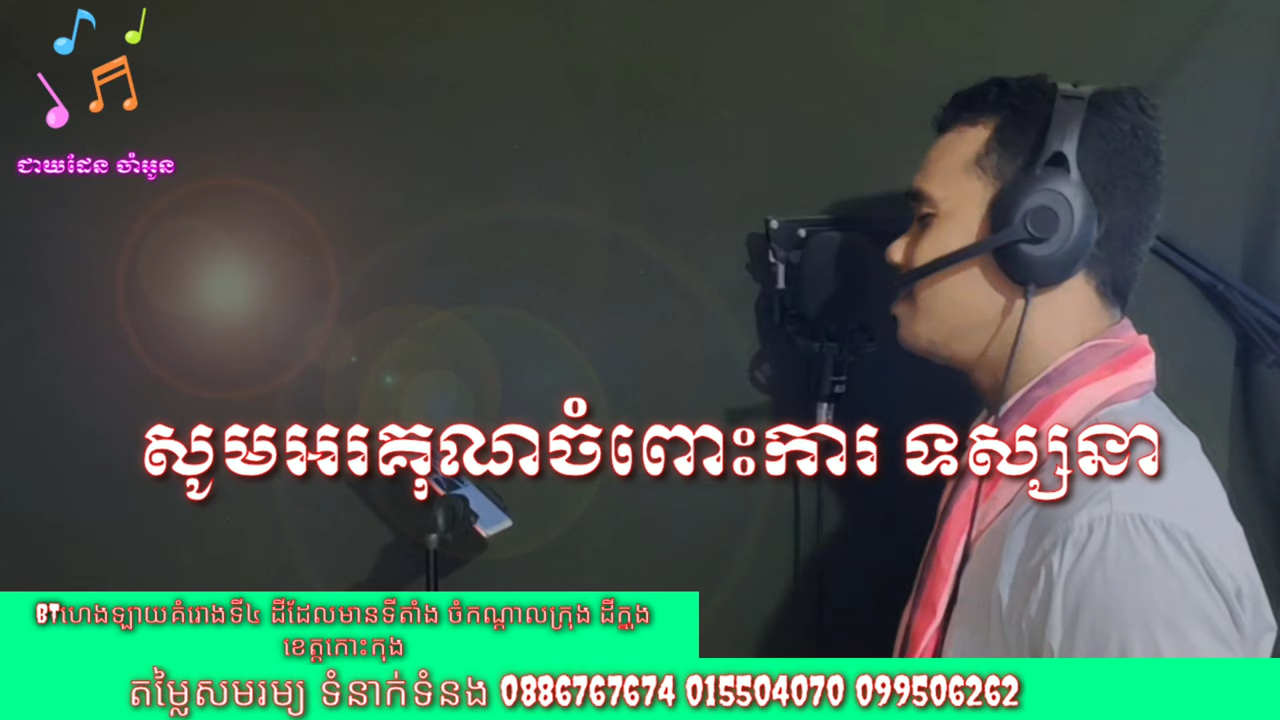 ជាយដែន ចាំអូន
សូមអរគុណចំពោះការ ទស្សនា
BTហេងឡាយគំរោងទី៤ ដីដែលមានទីតាំង ចំកណ្តាលក្រុង ដីក្នុង
ខេត្តកោះកុង
តម្លៃសមរម្យ ទំនាក់ទំនង 0886767674 015504070 099506262